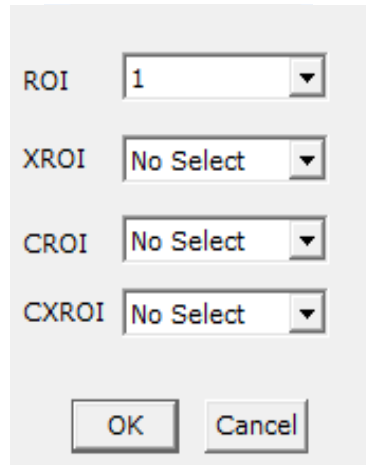 ROI 1
XROI No Select
CROI No Select
CXROI No Select
OK Cancel